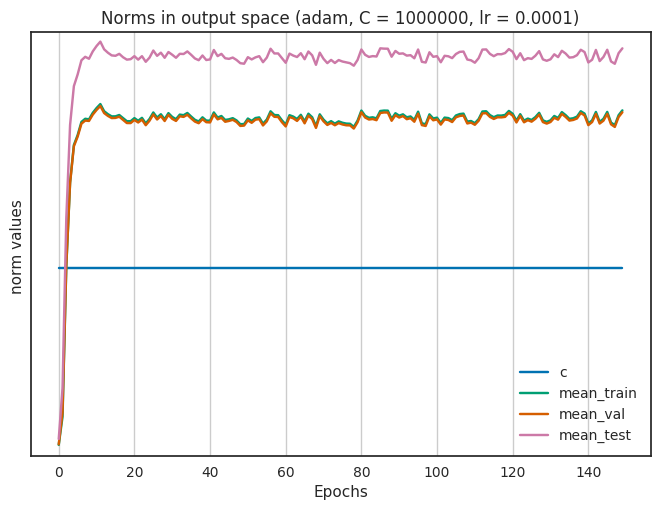 Norms in output space (adam, C = 1000000, lr = 0.0001)
norm values
c
mean_train
mean_val
mean_test
0 20 40 60 80 100 120 140
Epochs